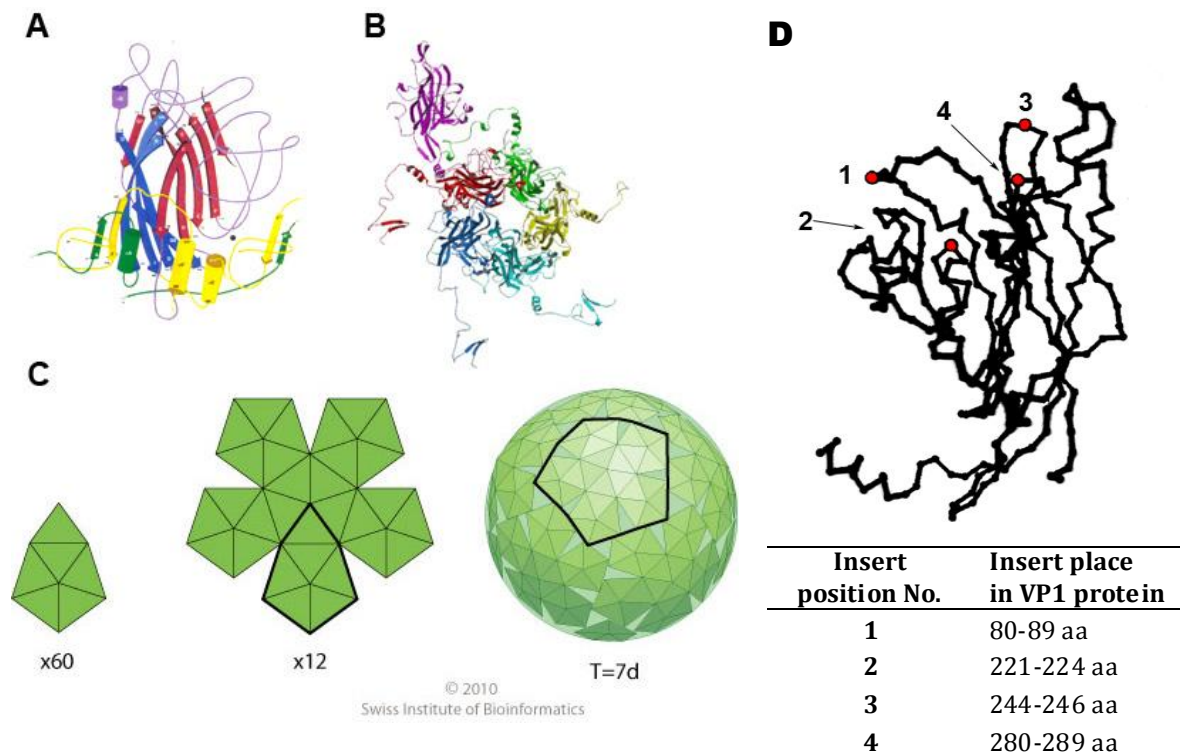 A
B
C
x60
x12
T=7d
© 2010
Swiss Institute of Bioinformatics
D
3
4
1
2
Insert position No. Insert place in VP1 protein
1 80-89 aa
2 221-224 aa
3 244-246 aa
4 280-289 aa